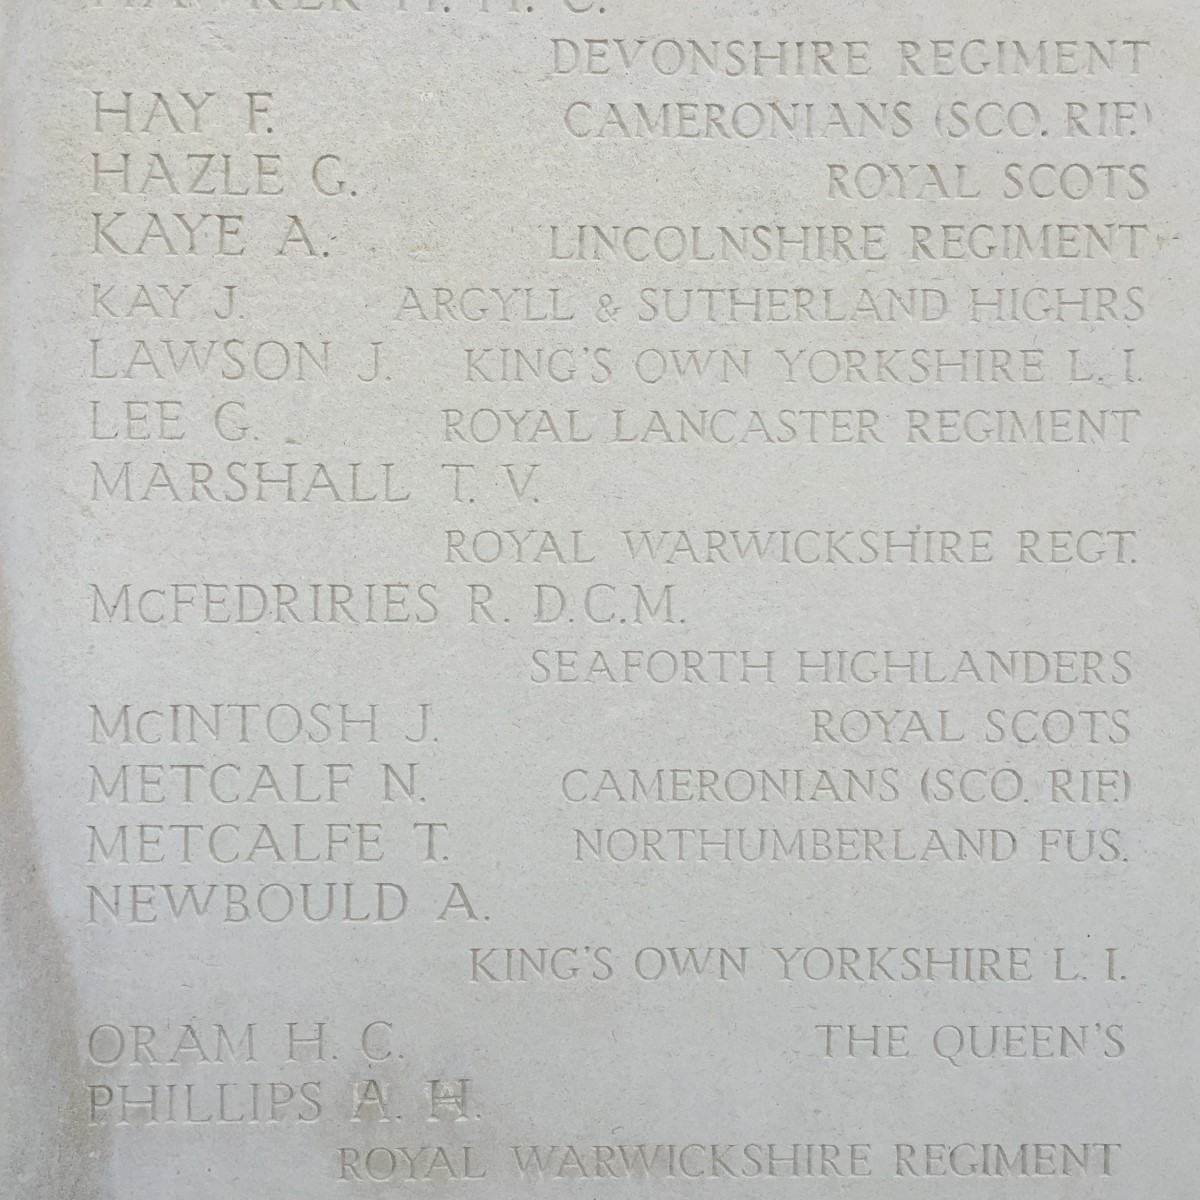 HAWKER H. H. C.
DEVONSHIRE REGIMENT
HAY F. CAMERONIANS (SCO. RIF.)
HAZLE G. ROYAL SCOTS
KAYE A. LINCOLNSHIRE REGIMENT
KAY J. ARGYLL & SUTHERLAND HIGHRS
LAWSON J. KING'S OWN YORKSHIRE L. I.
LEE G. ROYAL LANCASTER REGIMENT
MARSHALL T. V.
ROYAL WARWICKSHIRE REGT.
McFEDRIRIES R. D.C.M.
SEAFORTH HIGHLANDERS
McINTOSH J. ROYAL SCOTS
METCALF N. CAMERONIANS (SCO. RIF.)
METCALFE T. NORTHUMBERLAND FUS.
NEWBOULD A.
KING'S OWN YORKSHIRE L. I.
ORAM H. C. THE QUEEN'S
PHILLIPS A. H.
ROYAL WARWICKSHIRE REGIMENT